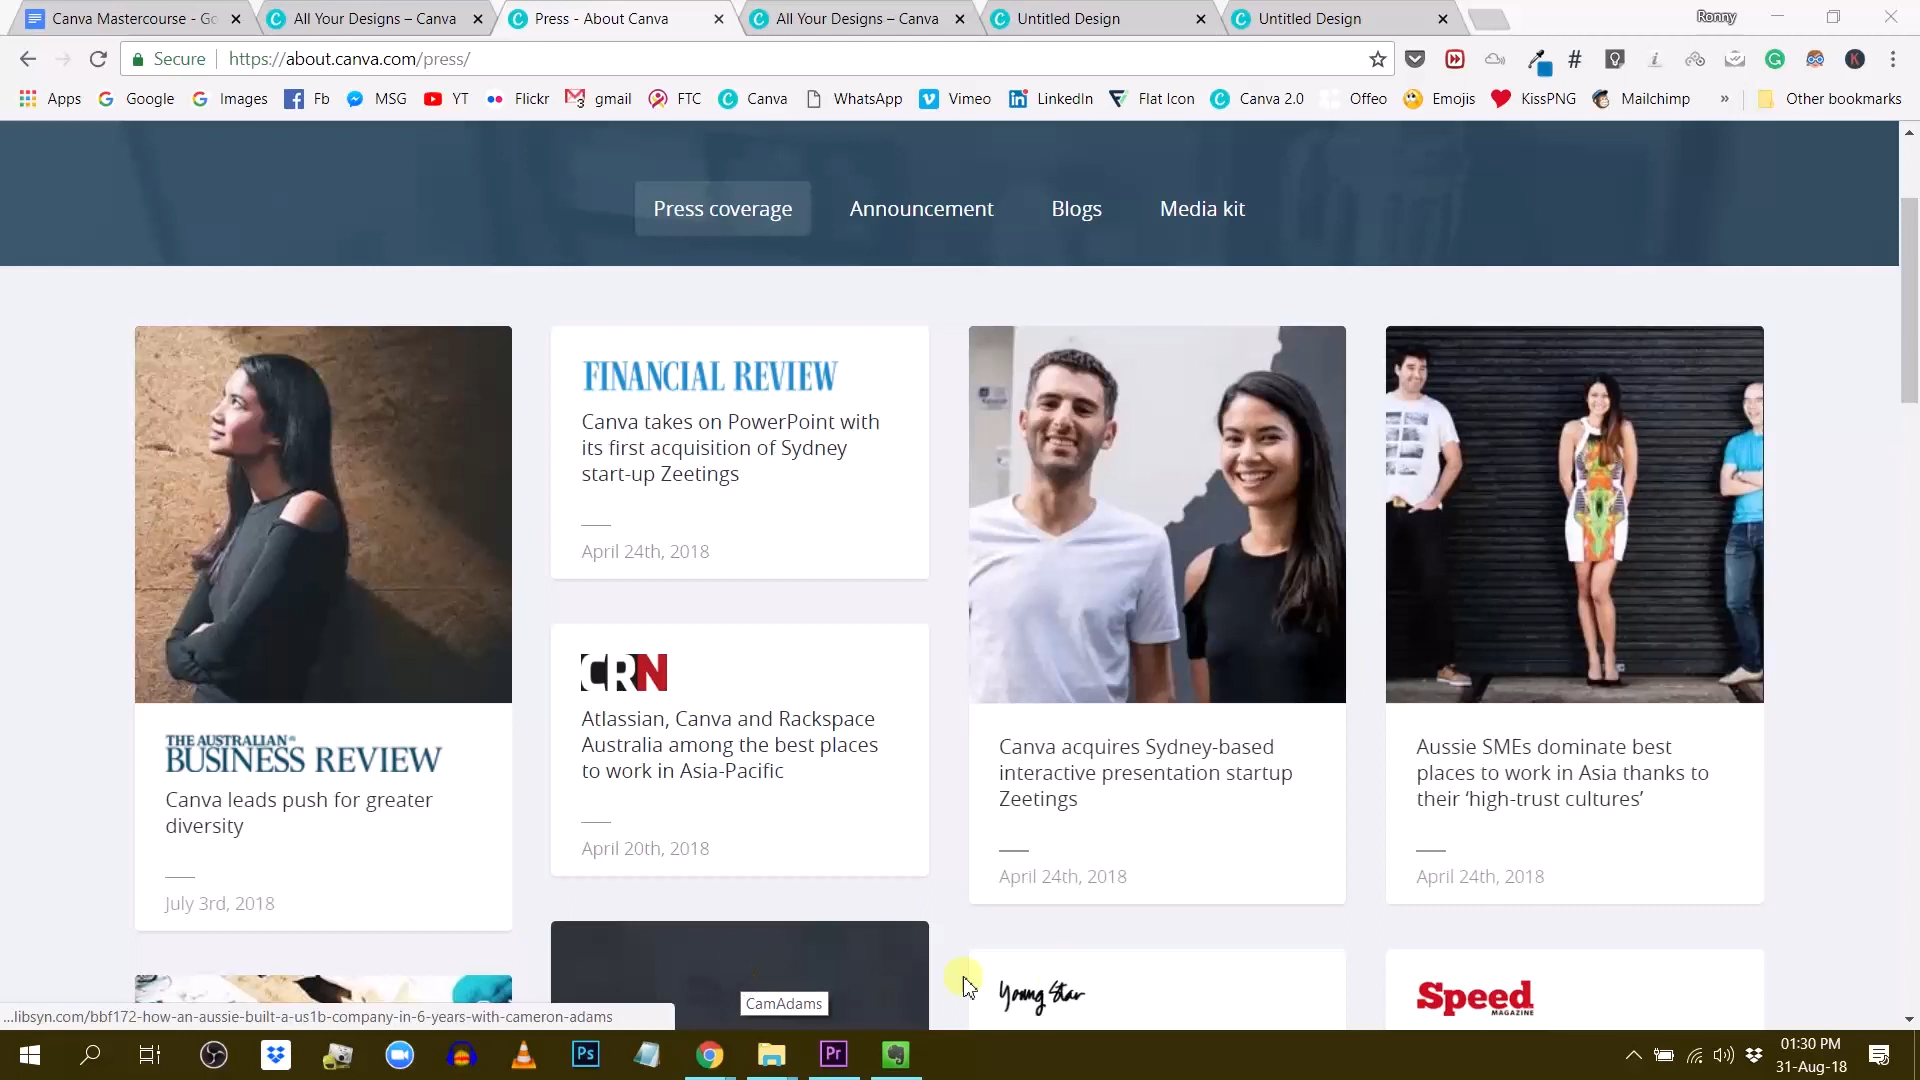 Canva Mastercourse - Go
All Your Designs – Canva
Press - About Canva
All Your Designs – Canva
Untitled Design
Untitled Design
Ronny
Secure
https://about.canva.com/press/
Apps
Google
Images
Fb
MSG
YT
Flickr
gmail
FTC
Canva
WhatsApp
Vimeo
LinkedIn
Flat Icon
Canva 2.0
Offeo
Emojis
KissPNG
Mailchimp
»
Other bookmarks
Press coverage
Announcement
Blogs
Media kit
THE AUSTRALIAN
BUSINESS REVIEW
Canva leads push for greater
diversity
July 3rd, 2018
FINANCIAL REVIEW
Canva takes on PowerPoint with
its first acquisition of Sydney
start-up Zeetings
April 24th, 2018
CRN
Atlassian, Canva and Rackspace
Australia among the best places
to work in Asia-Pacific
April 20th, 2018
Canva acquires Sydney-based
interactive presentation startup
Zeetings
April 24th, 2018
Aussie SMEs dominate best
places to work in Asia thanks to
their ‘high-trust cultures’
April 24th, 2018
CamAdams
Young Star
Speed
MAGAZINE
...libsyn.com/bbf172-how-an-aussie-built-a-us1b-company-in-6-years-with-cameron-adams
Ps
Pr
01:30 PM
31-Aug-18